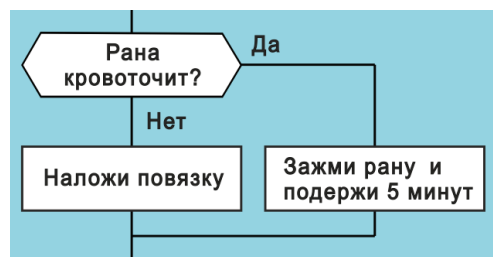 Да
Рана
кровоточит?
Нет
Наложи повязку
Зажми рану и
подержи 5 минут